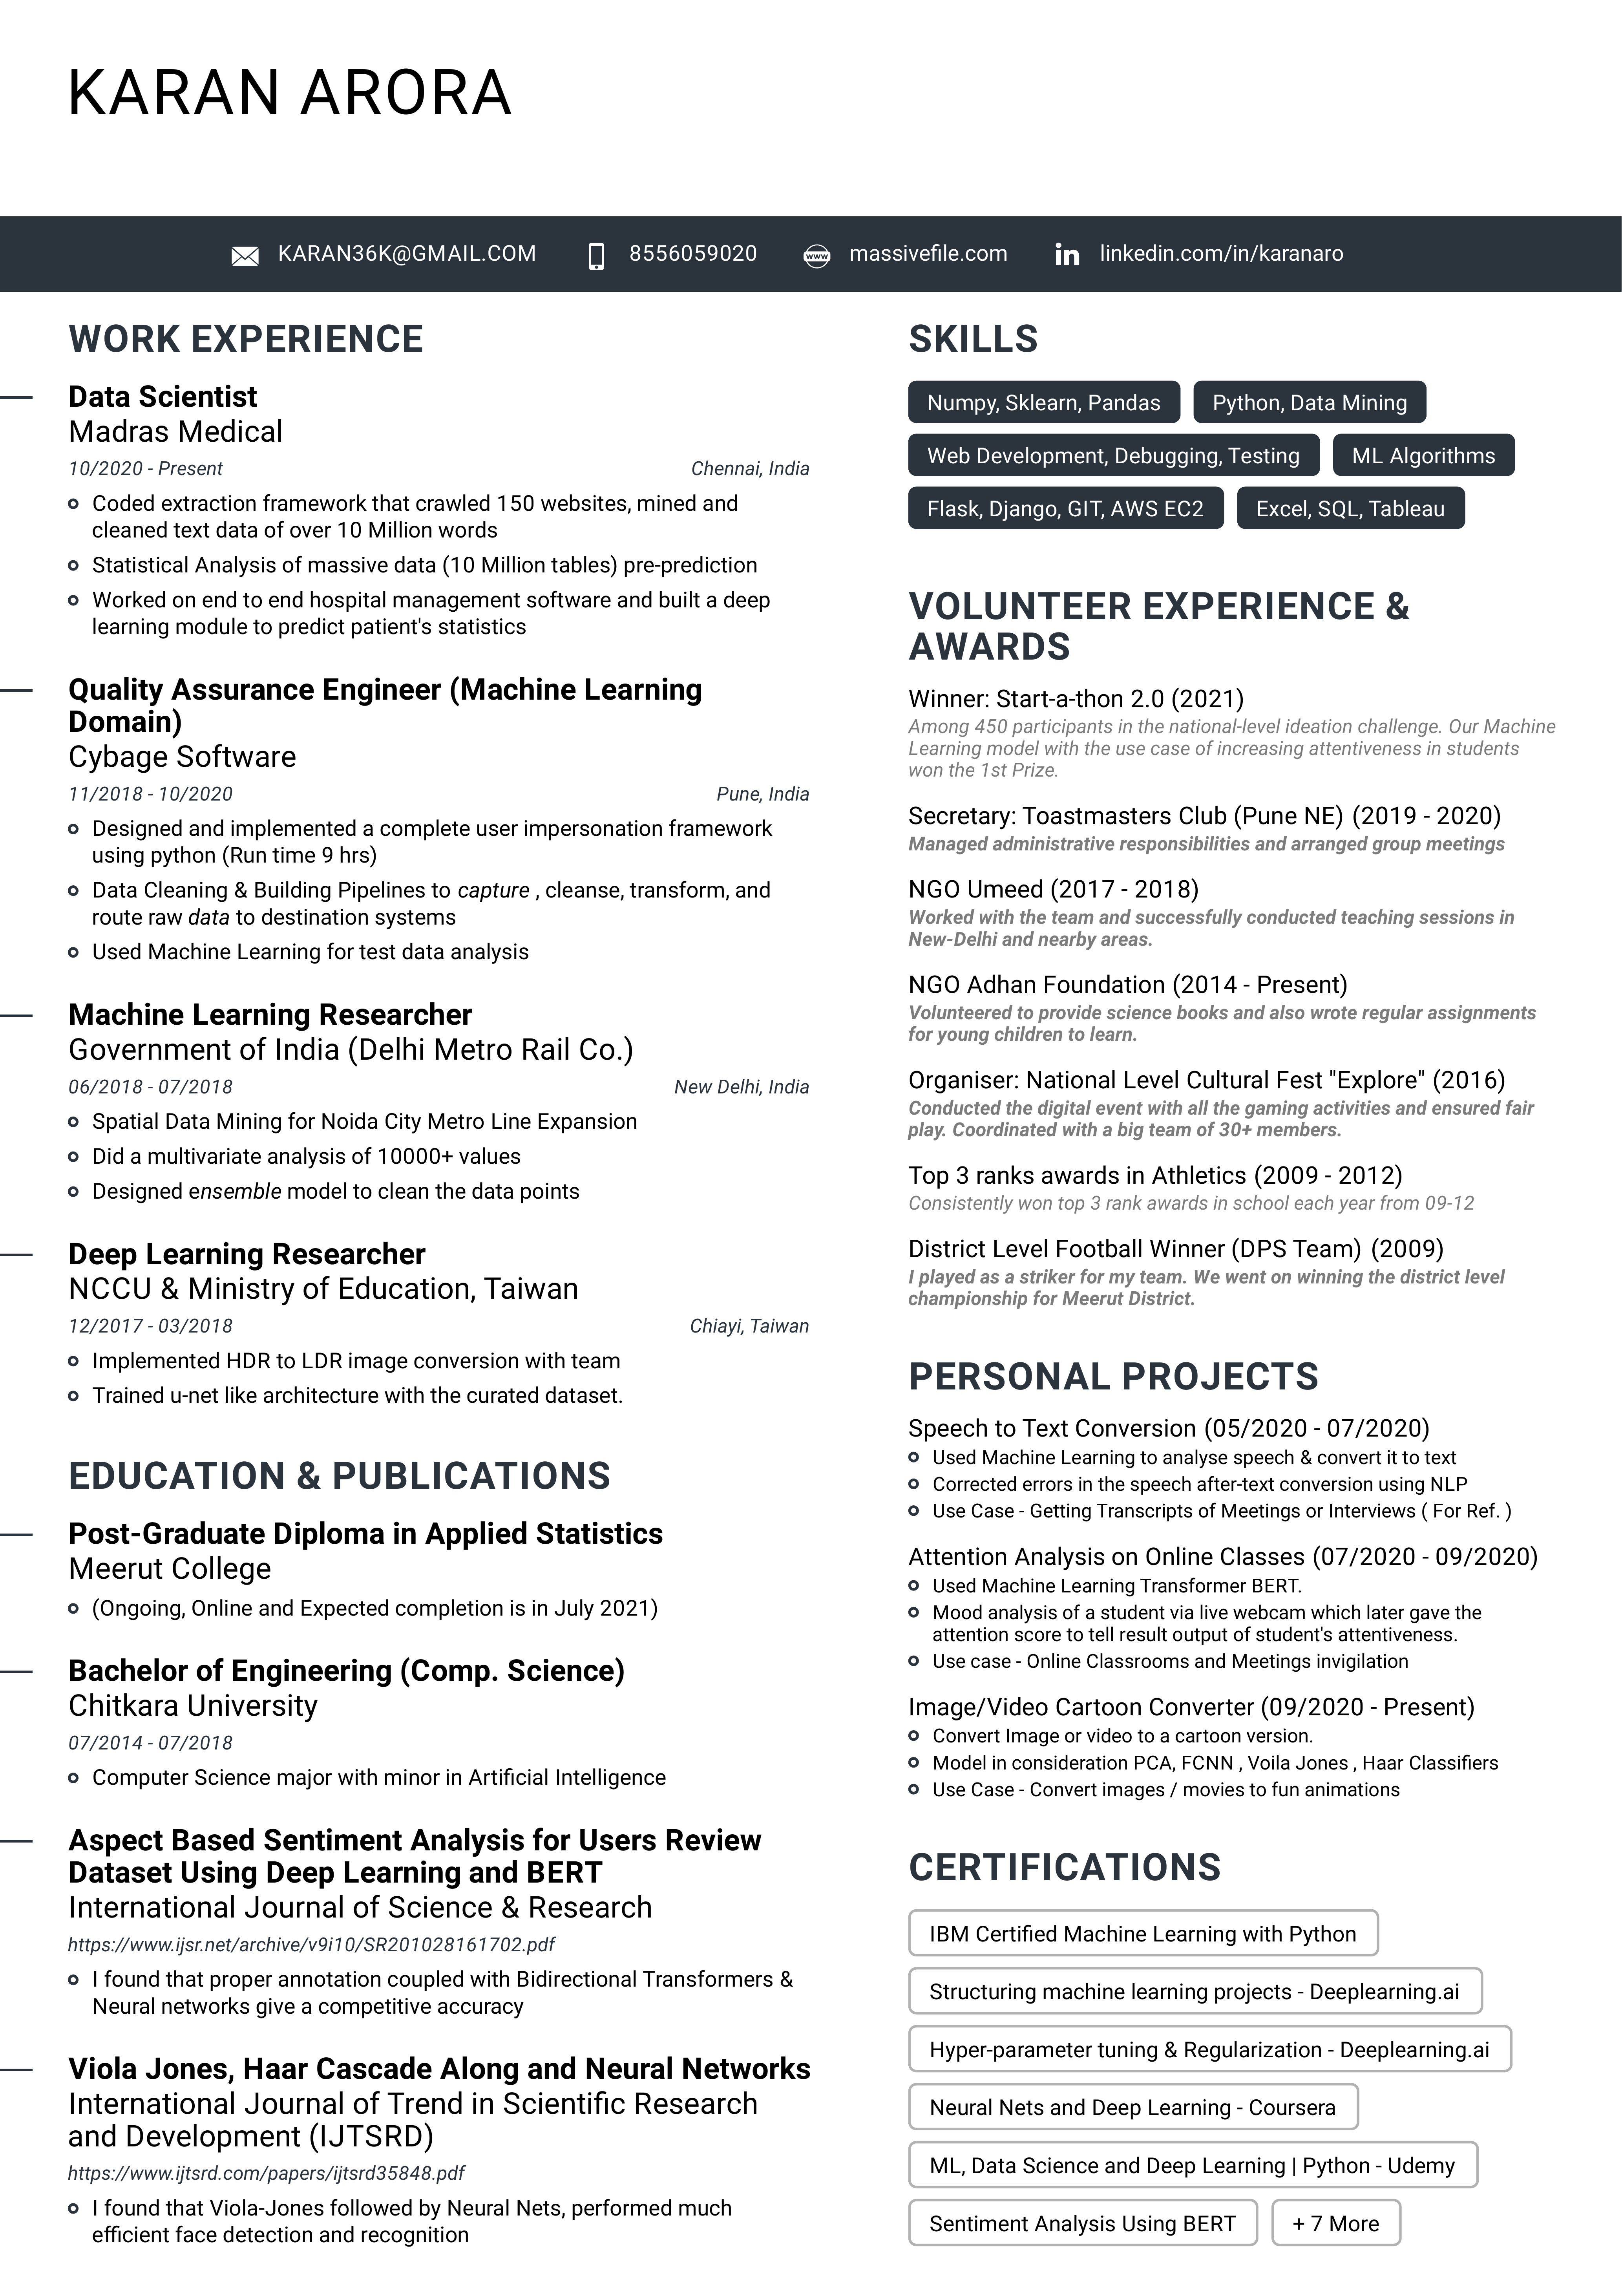 KARAN ARORA
KARAN36K@GMAIL.COM
8556059020
massivefile.com
linkedin.com/in/karanaro
WORK EXPERIENCE
Data Scientist
Madras Medical
10/2020 - Present
Chennai, India
Coded extraction framework that crawled 150 websites, mined and
cleaned text data of over 10 Million words
Statistical Analysis of massive data (10 Million tables) pre-prediction
Worked on end to end hospital management software and built a deep
learning module to predict patient's statistics
Quality Assurance Engineer (Machine Learning
Domain)
Cybage Software
11/2018 - 10/2020
Pune, India
Designed and implemented a complete user impersonation framework
using python (Run time 9 hrs)
Data Cleaning & Building Pipelines to capture , cleanse, transform, and
route raw data to destination systems
Used Machine Learning for test data analysis
Machine Learning Researcher
Government of India (Delhi Metro Rail Co.)
06/2018 - 07/2018
New Delhi, India
Spatial Data Mining for Noida City Metro Line Expansion
Did a multivariate analysis of 10000+ values
Designed ensemble model to clean the data points
Deep Learning Researcher
NCCU & Ministry of Education, Taiwan
12/2017 - 03/2018
Chiayi, Taiwan
Implemented HDR to LDR image conversion with team
Trained u-net like architecture with the curated dataset.
EDUCATION & PUBLICATIONS
Post-Graduate Diploma in Applied Statistics
Meerut College
(Ongoing, Online and Expected completion is in July 2021)
Bachelor of Engineering (Comp. Science)
Chitkara University
07/2014 - 07/2018
Computer Science major with minor in Artificial Intelligence
Aspect Based Sentiment Analysis for Users Review
Dataset Using Deep Learning and BERT
International Journal of Science & Research
https://www.ijsr.net/archive/v9i10/SR201028161702.pdf
I found that proper annotation coupled with Bidirectional Transformers &
Neural networks give a competitive accuracy
Viola Jones, Haar Cascade Along and Neural Networks
International Journal of Trend in Scientific Research
and Development (IJTSRD)
https://www.ijtsrd.com/papers/ijtsrd35848.pdf
I found that Viola-Jones followed by Neural Nets, performed much
efficient face detection and recognition
SKILLS
Numpy, Sklearn, Pandas
Python, Data Mining
Web Development, Debugging, Testing
ML Algorithms
Flask, Django, GIT, AWS EC2
Excel, SQL, Tableau
VOLUNTEER EXPERIENCE &
AWARDS
Winner: Start-a-thon 2.0 (2021)
Among 450 participants in the national-level ideation challenge. Our Machine
Learning model with the use case of increasing attentiveness in students
won the 1st Prize.
Secretary: Toastmasters Club (Pune NE) (2019 - 2020)
Managed administrative responsibilities and arranged group meetings
NGO Umeed (2017 - 2018)
Worked with the team and successfully conducted teaching sessions in
New-Delhi and nearby areas.
NGO Adhan Foundation (2014 - Present)
Volunteered to provide science books and also wrote regular assignments
for young children to learn.
Organiser: National Level Cultural Fest "Explore" (2016)
Conducted the digital event with all the gaming activities and ensured fair
play. Coordinated with a big team of 30+ members.
Top 3 ranks awards in Athletics (2009 - 2012)
Consistently won top 3 rank awards in school each year from 09-12
District Level Football Winner (DPS Team) (2009)
I played as a striker for my team. We went on winning the district level
championship for Meerut District.
PERSONAL PROJECTS
Speech to Text Conversion (05/2020 - 07/2020)
Used Machine Learning to analyse speech & convert it to text
Corrected errors in the speech after-text conversion using NLP
Use Case - Getting Transcripts of Meetings or Interviews ( For Ref. )
Attention Analysis on Online Classes (07/2020 - 09/2020)
Used Machine Learning Transformer BERT.
Mood analysis of a student via live webcam which later gave the
attention score to tell result output of student's attentiveness.
Use case - Online Classrooms and Meetings invigilation
Image/Video Cartoon Converter (09/2020 - Present)
Convert Image or video to a cartoon version.
Model in consideration PCA, FCNN , Voila Jones , Haar Classifiers
Use Case - Convert images / movies to fun animations
CERTIFICATIONS
IBM Certified Machine Learning with Python
Structuring machine learning projects - Deeplearning.ai
Hyper-parameter tuning & Regularization - Deeplearning.ai
Neural Nets and Deep Learning - Coursera
ML, Data Science and Deep Learning | Python - Udemy
Sentiment Analysis Using BERT
+ 7 More